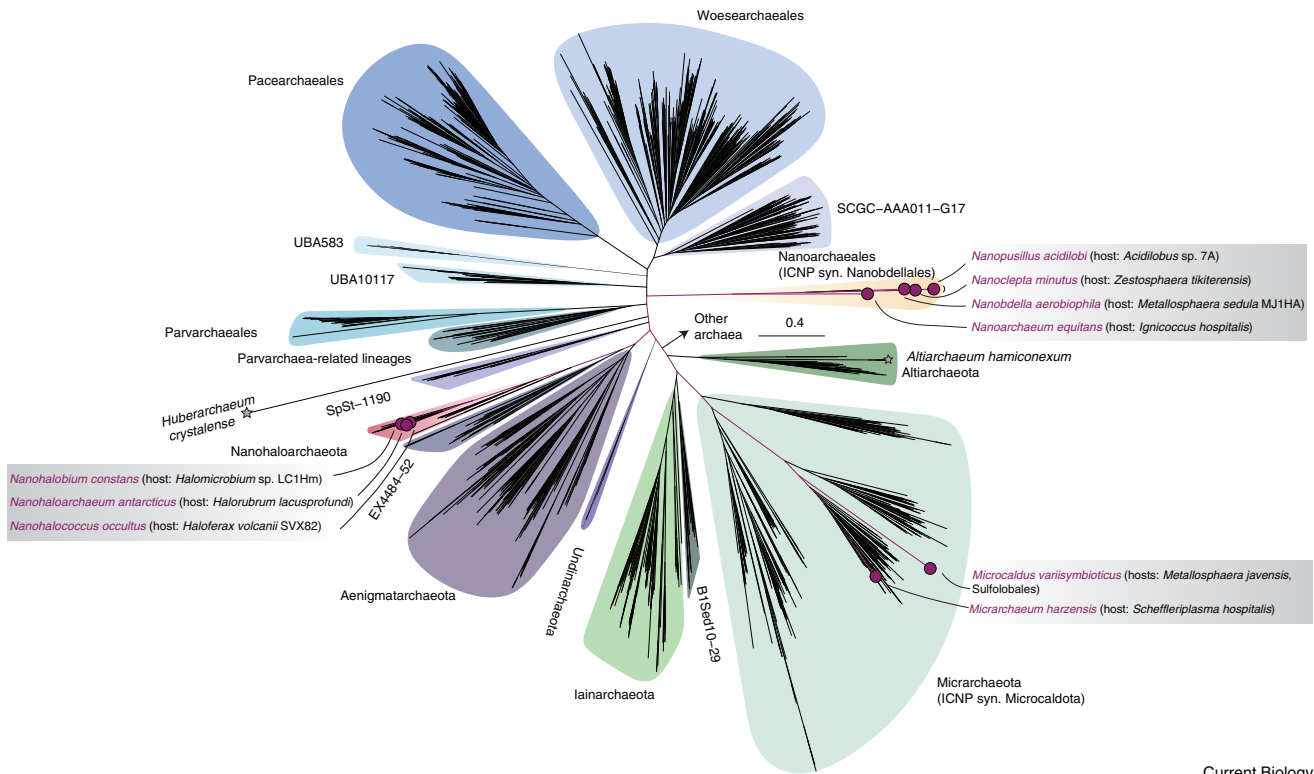 Woesearchaeales
Pacearchaeales
SCGC-AAA011-G17
UBA583
Nanoarchaeales
(ICNP syn. Nanobdellales)
Nanopusillus acidilobi (host: Acidilobus sp. 7A)
Nanoclepta minutus (host: Zestosphaera tikiterensis)
Nanobdella aerobiophila (host: Metallosphaera sedula MJ1HA)
Nanoarchaeum equitans (host: Ignicoccus hospitalis)
UBA10117
Other
archaea
0.4
Parvarchaeales
Parvarchaea-related lineages
Altiarchaeum hamiconexum
Altiarchaeota
Huberarchaeum
crystalense
SpSt-1190
Nanohaloarchaeota
Nanohalobium constans (host: Halomicrobium sp. LC1Hm)
Nanohaloarchaeum antarcticus (host: Halorubrum lacusprofundi)
Nanohalococcus occultus (host: Haloferax volcanii SVX82)
EX4484-52
Aenigmatarchaeota
Undinarchaeota
B1Sed10-29
Iainarchaeota
Microcaldus variisymbioticus (hosts: Metallosphaera javensis,
Sulfolobales)
Micrarchaeum harzensis (host: Scheffleriplasma hospitalis)
Micrarchaeota
(ICNP syn. Microcaldota)
Current Biology